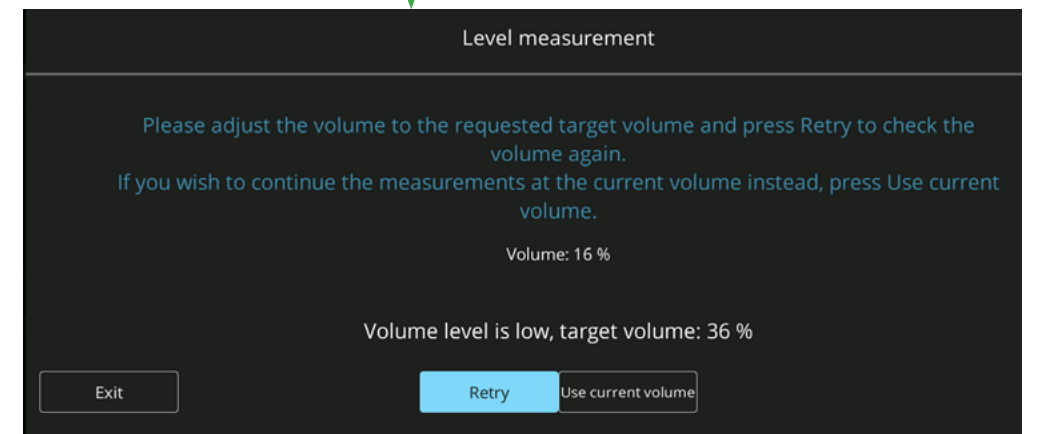 Level measurement
Please adjust the volume to the requested target volume and press Retry to check the
volume again.
If you wish to continue the measurements at the current volume instead, press Use current
volume.
Volume: 16 %
Volume level is low, target volume: 36 %
Exit
Retry
Use current volume